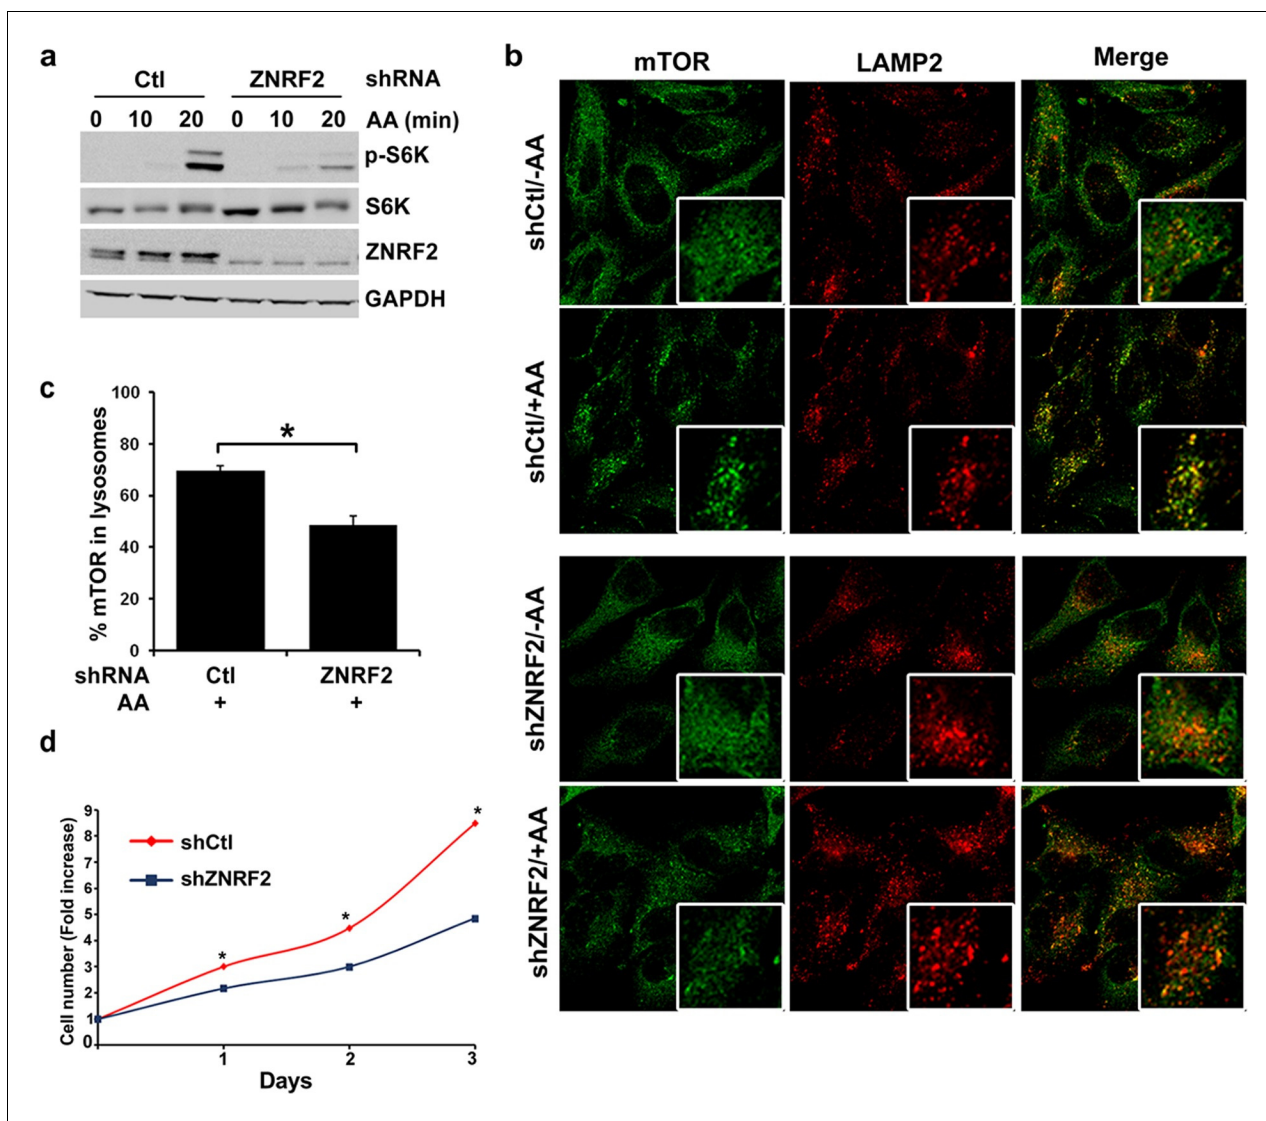 a
Ctl ZNRF2 shRNA
0 10 20 0 10 20 AA (min)
p-S6K
S6K
ZNRF2
GAPDH
b
mTOR LAMP2 Merge
shCtl/-AA
shCtl/+AA
shZNRF2/-AA
shZNRF2/+AA
c
% mTOR in lysosomes
100
80
60
40
20
0
*
shRNA Ctl ZNRF2
AA + +
d
Cell number (Fold increase)
9
8
7
6
5
4
3
2
1
0
shCtl
shZNRF2
* * *
1 2 3
Days